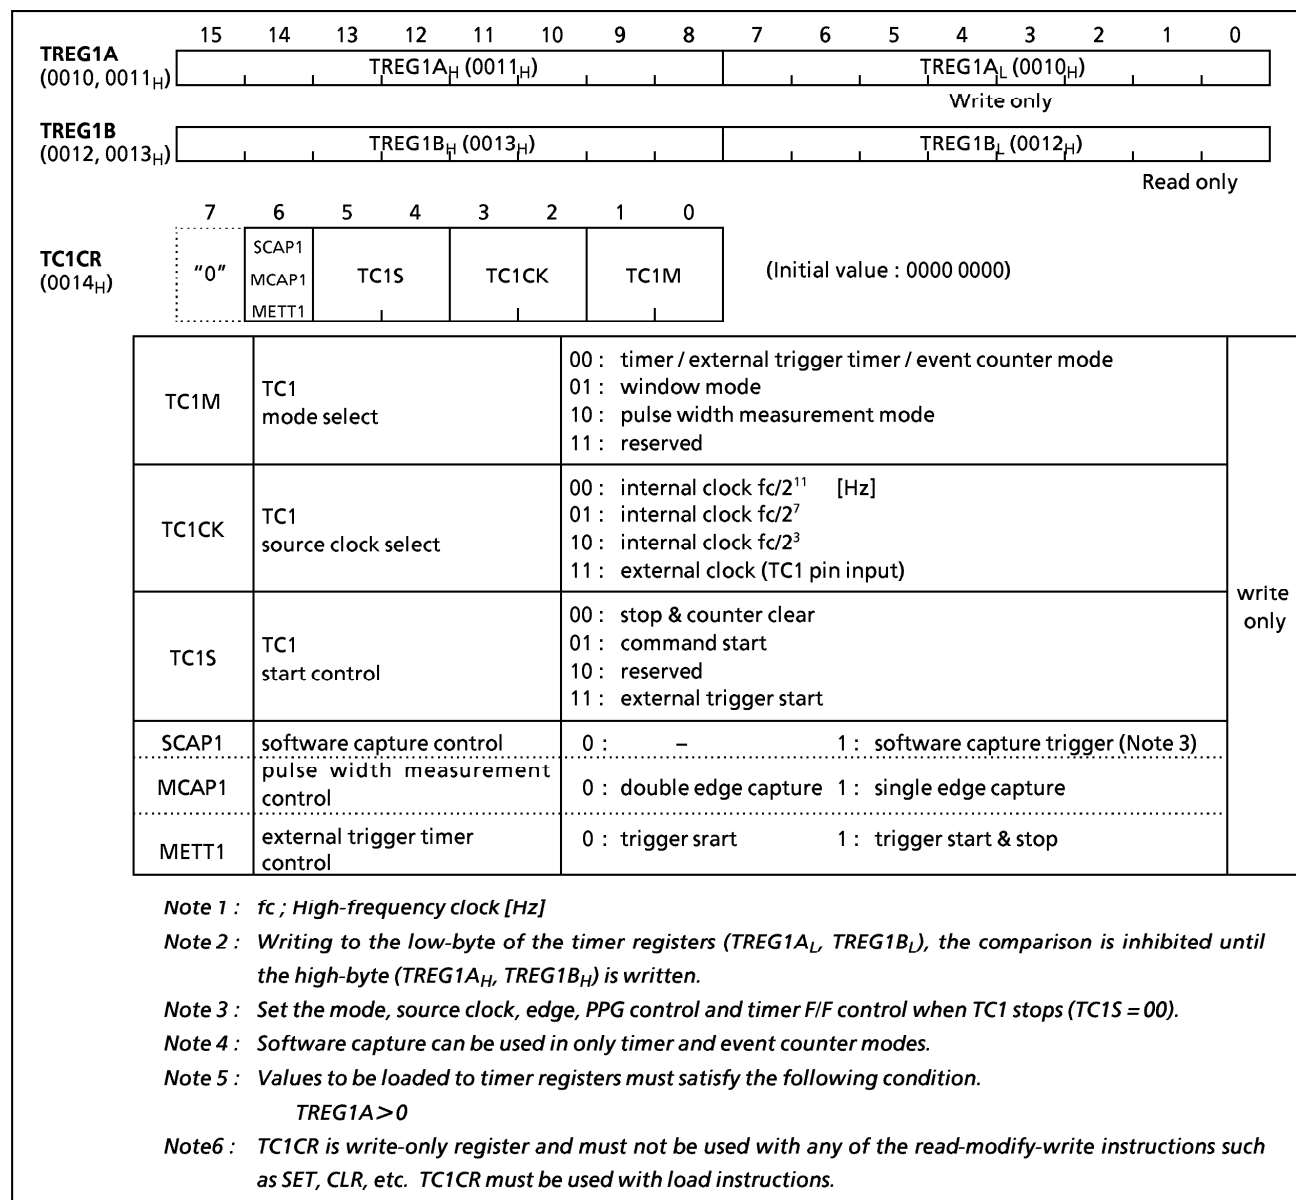 15 14 13 12 11 10 9 8 7 6 5 4 3 2 1 0
TREG1A
(0010, 0011H)
TREG1AH (0011H) TREG1AL (0010H)
Write only
TREG1B
(0012, 0013H)
TREG1BH (0013H) TREG1BL (0012H)
Read only
7 6 5 4 3 2 1 0
TC1CR
(0014H)
“0” SCAP1 MCAP1 METT1 TC1S TC1CK TC1M (Initial value : 0000 0000)
TC1M TC1
mode select
00 : timer / external trigger timer / event counter mode
01 : window mode
10 : pulse width measurement mode
11 : reserved
TC1CK TC1
source clock select
00 : internal clock fc/2¹¹ [Hz]
01 : internal clock fc/2⁷
10 : internal clock fc/2³
11 : external clock (TC1 pin input)
TC1S TC1
start control
00 : stop & counter clear
01 : command start
10 : reserved
11 : external trigger start
write
only
SCAP1 software capture control 0 : – 1 : software capture trigger (Note 3)
MCAP1 pulse width measurement
control
0 : double edge capture 1 : single edge capture
METT1 external trigger timer
control
0 : trigger srart 1 : trigger start & stop
Note 1 : fc ; High-frequency clock [Hz]
Note 2 : Writing to the low-byte of the timer registers (TREG1AL, TREG1BL), the comparison is inhibited until
the high-byte (TREG1AH, TREG1BH) is written.
Note 3 : Set the mode, source clock, edge, PPG control and timer F/F control when TC1 stops (TC1S = 00).
Note 4 : Software capture can be used in only timer and event counter modes.
Note 5 : Values to be loaded to timer registers must satisfy the following condition.
TREG1A>0
Note6 : TC1CR is write-only register and must not be used with any of the read-modify-write instructions such
as SET, CLR, etc. TC1CR must be used with load instructions.